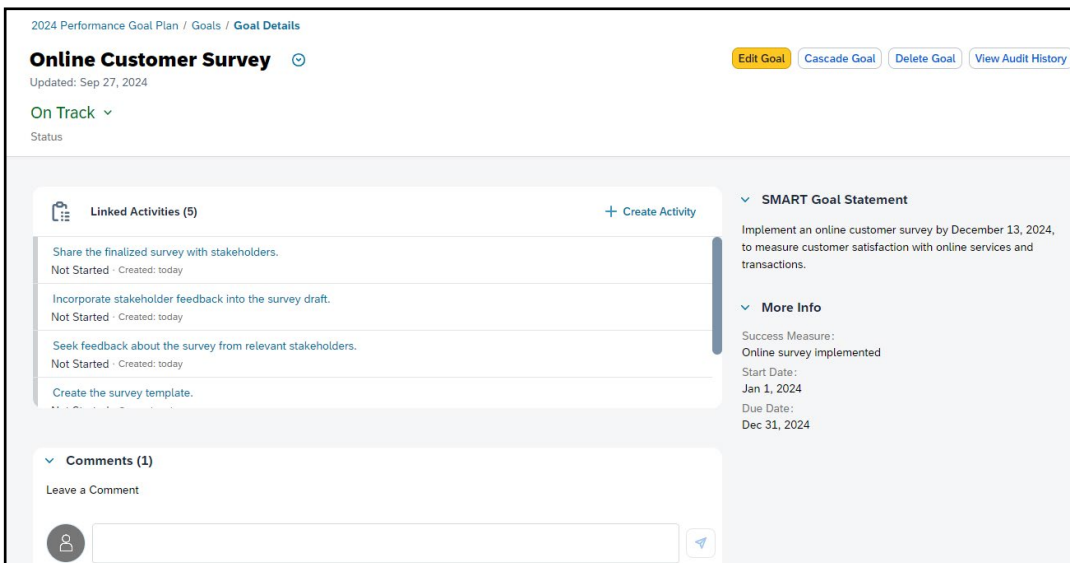 2024 Performance Goal Plan / Goals / Goal Details
Online Customer Survey
Updated: Sep 27, 2024
On Track
Status
Edit Goal
Cascade Goal
Delete Goal
View Audit History
Linked Activities (5)
+ Create Activity
Share the finalized survey with stakeholders.
Not Started · Created: today
Incorporate stakeholder feedback into the survey draft.
Not Started · Created: today
Seek feedback about the survey from relevant stakeholders.
Not Started · Created: today
Create the survey template.
Comments (1)
Leave a Comment
SMART Goal Statement
Implement an online customer survey by December 13, 2024,
to measure customer satisfaction with online services and
transactions.
More Info
Success Measure:
Online survey implemented
Start Date:
Jan 1, 2024
Due Date:
Dec 31, 2024